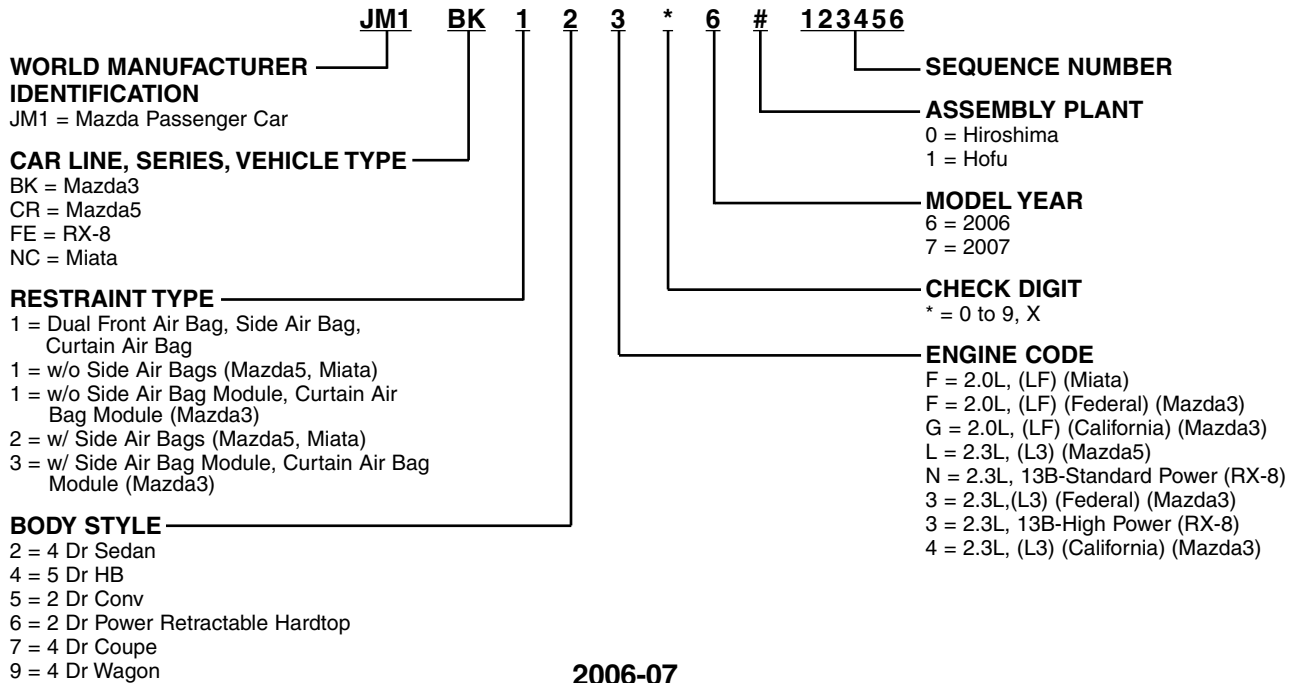 JM1 BK 1 2 3 * 6 # 123456
WORLD MANUFACTURER
IDENTIFICATION
JM1 = Mazda Passenger Car
CAR LINE, SERIES, VEHICLE TYPE
BK = Mazda3
CR = Mazda5
FE = RX-8
NC = Miata
RESTRAINT TYPE
1 = Dual Front Air Bag, Side Air Bag,
Curtain Air Bag
1 = w/o Side Air Bags (Mazda5, Miata)
1 = w/o Side Air Bag Module, Curtain Air
Bag Module (Mazda3)
2 = w/ Side Air Bags (Mazda5, Miata)
3 = w/ Side Air Bag Module, Curtain Air Bag
Module (Mazda3)
BODY STYLE
2 = 4 Dr Sedan
4 = 5 Dr HB
5 = 2 Dr Conv
6 = 2 Dr Power Retractable Hardtop
7 = 4 Dr Coupe
9 = 4 Dr Wagon
SEQUENCE NUMBER
ASSEMBLY PLANT
0 = Hiroshima
1 = Hofu
MODEL YEAR
6 = 2006
7 = 2007
CHECK DIGIT
* = 0 to 9, X
ENGINE CODE
F = 2.0L, (LF) (Miata)
F = 2.0L, (LF) (Federal) (Mazda3)
G = 2.0L, (LF) (California) (Mazda3)
L = 2.3L, (L3) (Mazda5)
N = 2.3L, 13B-Standard Power (RX-8)
3 = 2.3L,(L3) (Federal) (Mazda3)
3 = 2.3L, 13B-High Power (RX-8)
4 = 2.3L, (L3) (California) (Mazda3)
2006-07